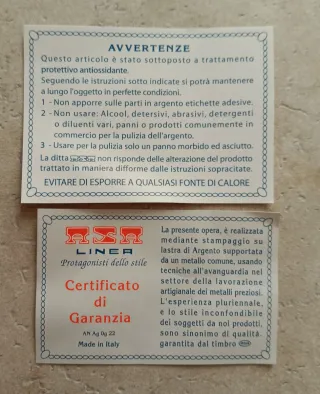 AVVERTENZE
Questo articolo è stato sottoposto a trattamento
protettivo antiossidante.
Seguendo le istruzioni sotto indicate si potrà mantenere
a lungo l'oggetto in perfette condizioni.
1 - Non apporre sulle parti in argento etichette adesive.
2 - Non usare: Alcool, detersivi, abrasivi, detergenti
o diluenti vari, panni o prodotti comunemente in
commercio per la pulizia dell'argento.
3 - Usare per la pulizia solo un panno morbido ed asciutto.
La ditta non risponde delle alterazione del prodotto
trattato in maniera difforme dalle istruzioni sopracitate.
EVITARE DI ESPORRE A QUALSIASI FONTE DI CALORE
LINEA
Protagonisti dello stile
Certificato
di
Garanzia
AN Ag 0g 22
Made in Italy
La presente opera, è realizzata
mediante stampaggio su
lastra di Argento supportata
da un metallo comune, usando
tecniche all'avanguardia nel
settore della lavorazione
artigianale dei metalli preziosi.
L'esperienza pluriennale,
e lo stile inconfondibile
dei soggetti da noi prodotti,
sono sinonimo di qualità
garantita dal timbro